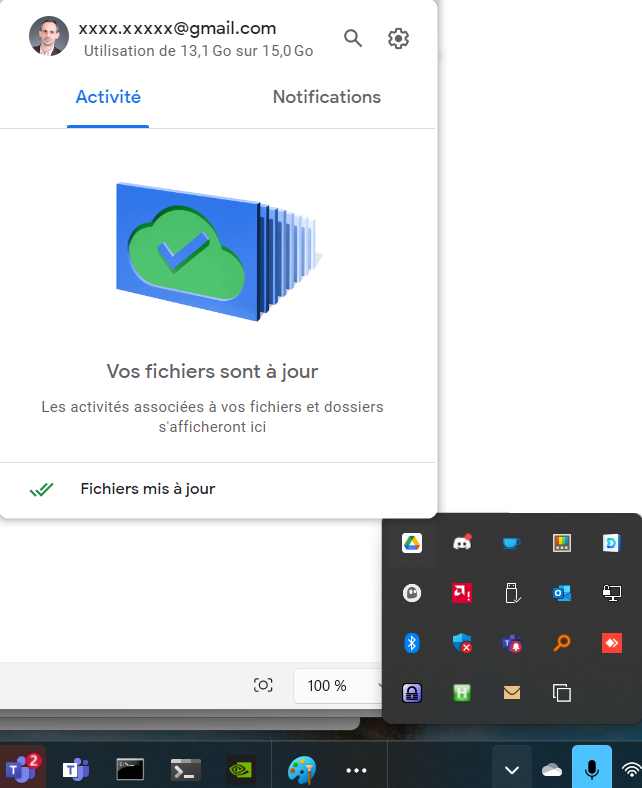 xxxx.xxxxx@gmail.com
Utilisation de 13,1 Go sur 15,0 Go
Activité
Notifications
Vos fichiers sont à jour
Les activités associées à vos fichiers et dossiers
s'afficheront ici
Fichiers mis à jour
100 %
2